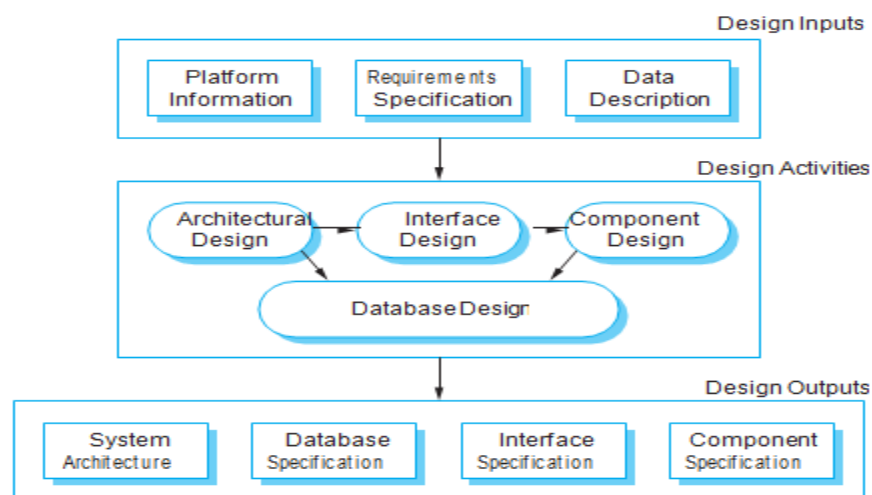 Design Inputs
Platform
Information
Requirements
Specification
Data
Description
Design Activities
Architectural
Design
Interface
Design
Component
Design
Database Design
Design Outputs
System
Architecture
Database
Specification
Interface
Specification
Component
Specification